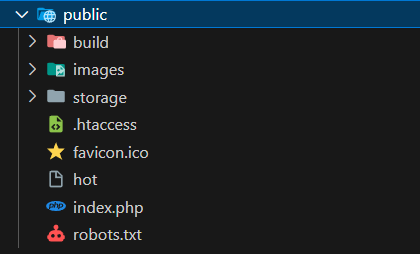 public
build
images
storage
.htaccess
favicon.ico
hot
index.php
robots.txt